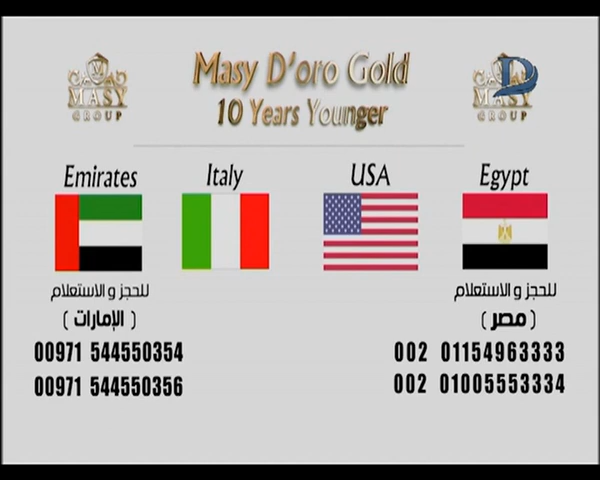 Masy D'oro Gold
10 Years Younger
MASY
GROUP
MASY
GROUP
Emirates
Italy
USA
Egypt
للحجز و الاستعلام
( الإمارات )
00971 544550354
00971 544550356
للحجز و الاستعلام
( مصر )
002 01154963333
002 01005553334